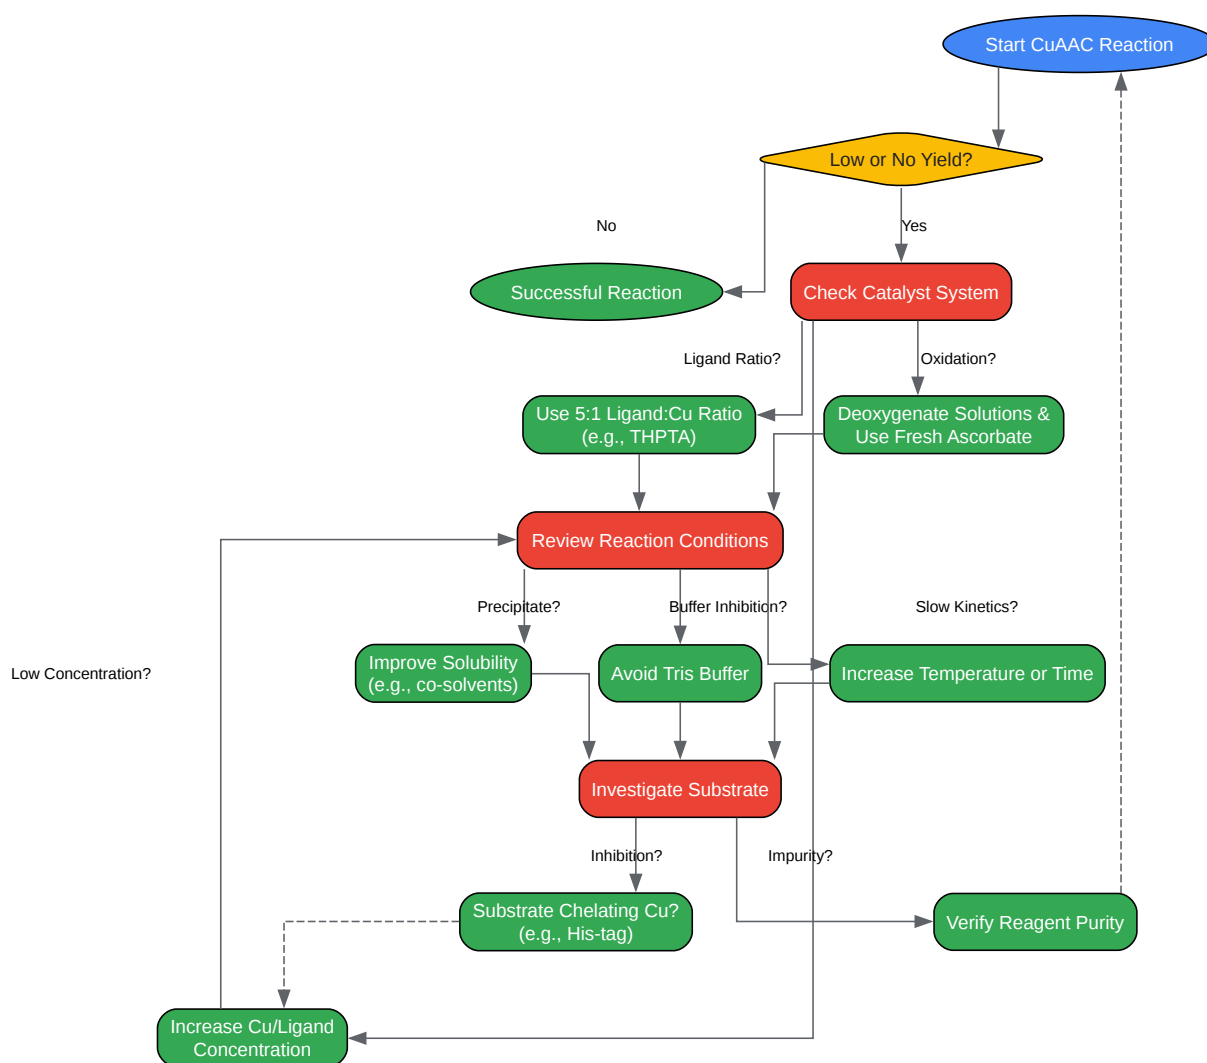 Start CuAAC Reaction
Low or No Yield?
No
Yes
Successful Reaction
Check Catalyst System
Ligand Ratio?
Oxidation?
Use 5:1 Ligand:Cu Ratio
(e.g., THPTA)
Deoxygenate Solutions &
Use Fresh Ascorbate
Review Reaction Conditions
Precipitate?
Buffer Inhibition?
Slow Kinetics?
Low Concentration?
Improve Solubility
(e.g., co-solvents)
Avoid Tris Buffer
Increase Temperature or Time
Investigate Substrate
Inhibition?
Impurity?
Substrate Chelating Cu?
(e.g., His-tag)
Verify Reagent Purity
Increase Cu/Ligand
Concentration